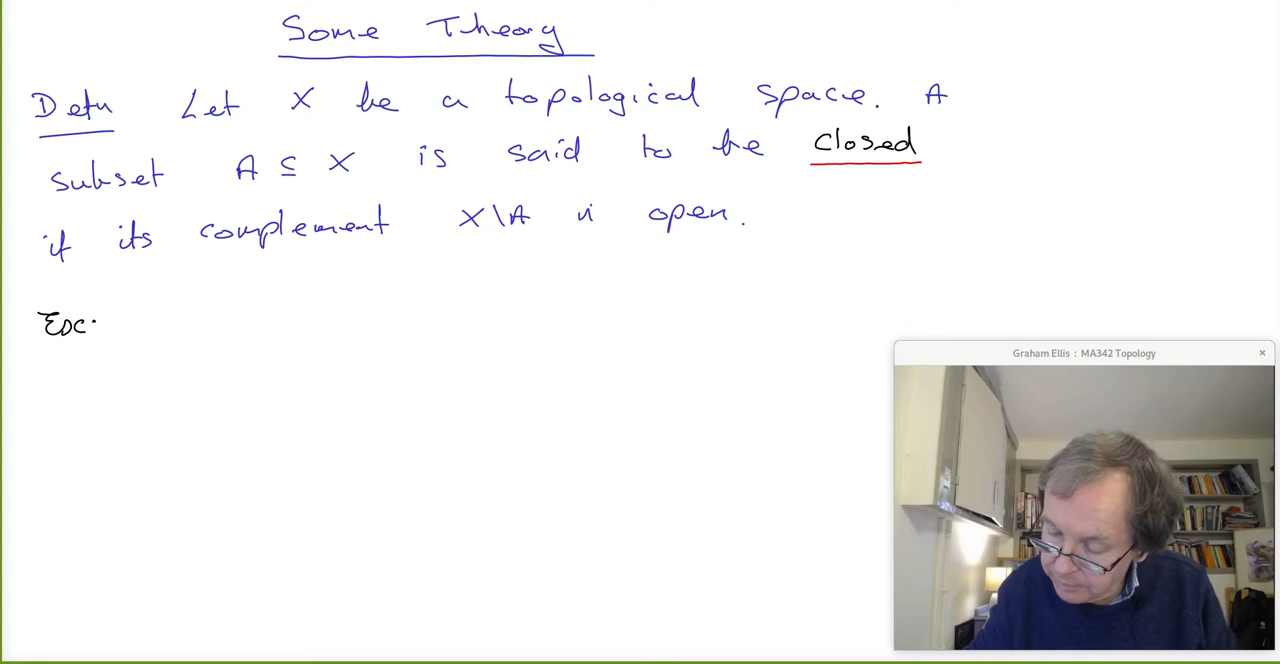 Some Theory
Defn Let X be a topological space. A
subset A ⊆ X is said to be closed
if its complement X\A is open.
Ex.
Graham Ellis : MA342 Topology